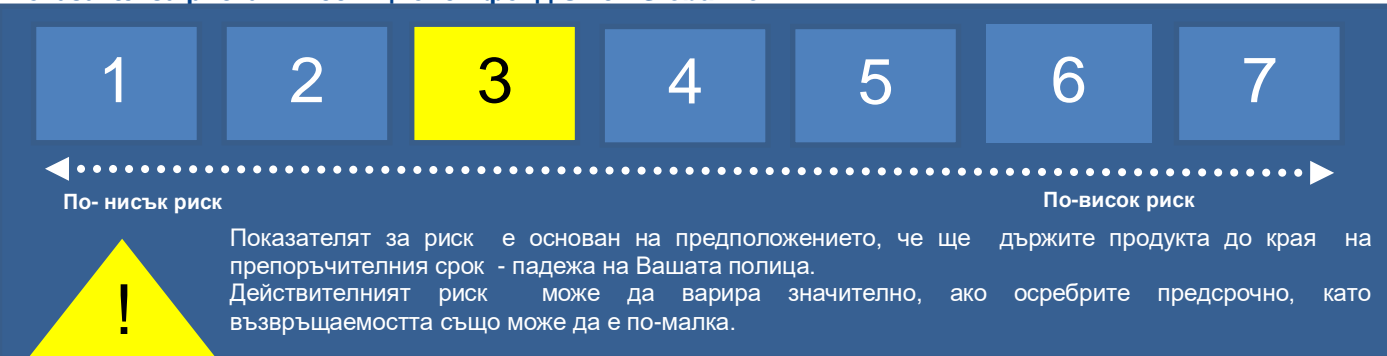 1 2 3 4 5 6 7
По- нисък риск
По-висок риск
!
Показателят за риск е основан на предположението, че ще държите продукта до края на
препоръчителния срок - падежа на Вашата полица.
Действителният риск може да варира значително, ако осребрите предсрочно, като
възвръщаемостта също може да е по-малка.